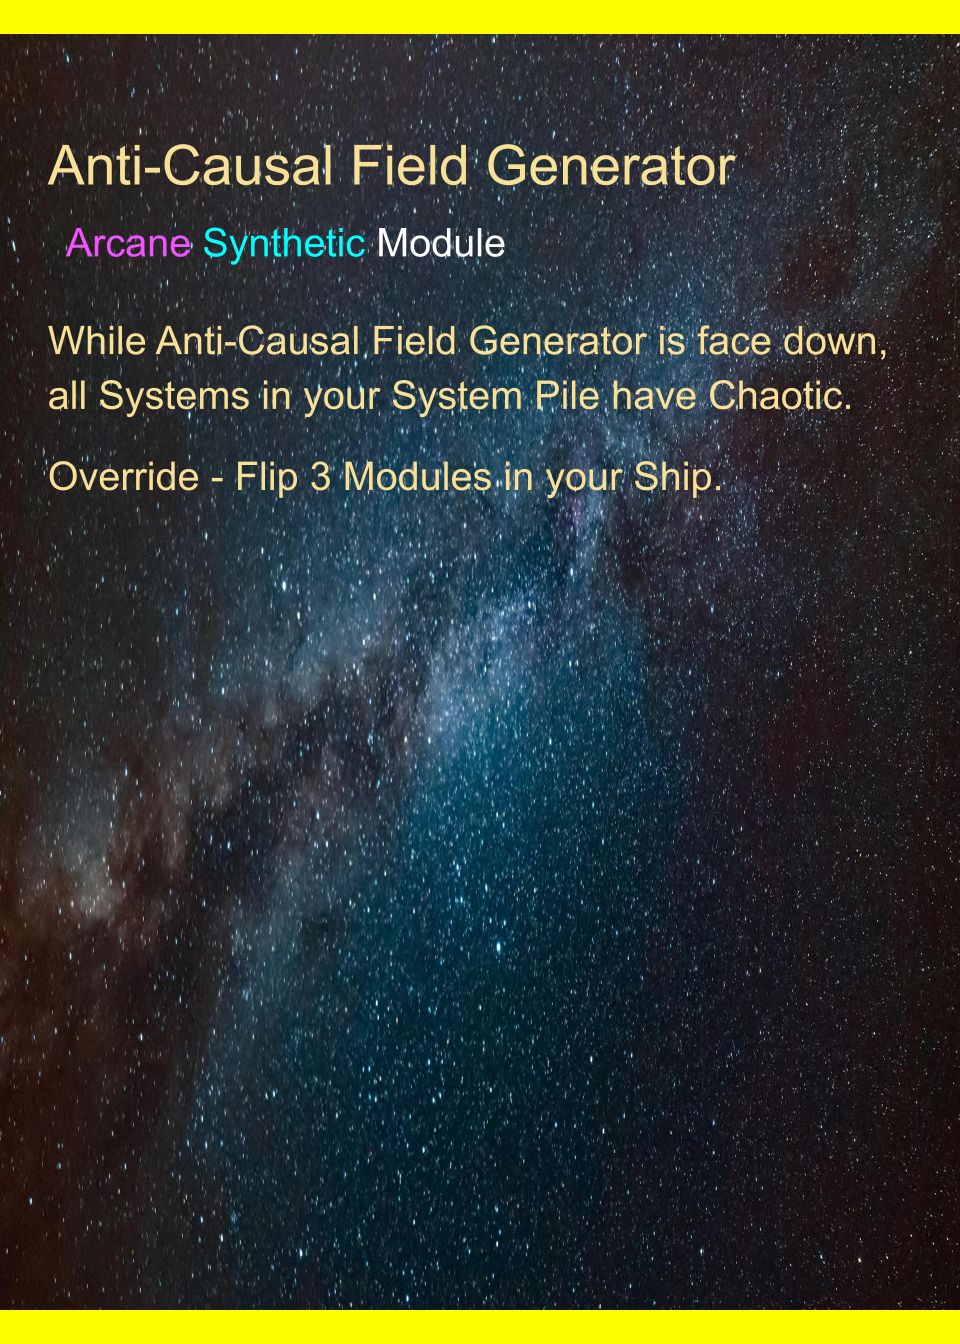 Anti-Causal Field Generator
Arcane Synthetic Module
While Anti-Causal Field Generator is face down,
all Systems in your System Pile have Chaotic.
Override - Flip 3 Modules in your Ship.